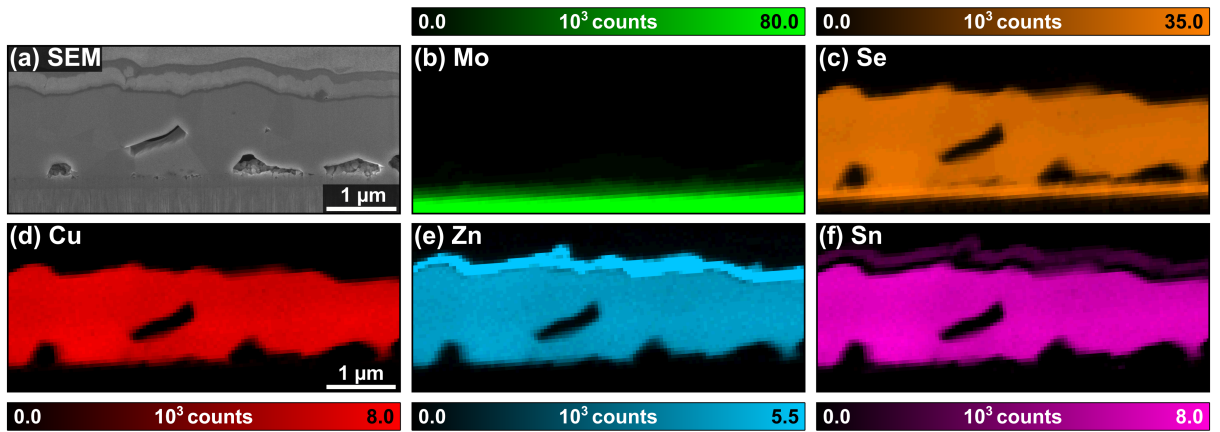 0.0 10³ counts 80.0
0.0 10³ counts 35.0
(a) SEM
(b) Mo
(c) Se
1 µm
(d) Cu
(e) Zn
(f) Sn
1 µm
0.0 10³ counts 8.0
0.0 10³ counts 5.5
0.0 10³ counts 8.0